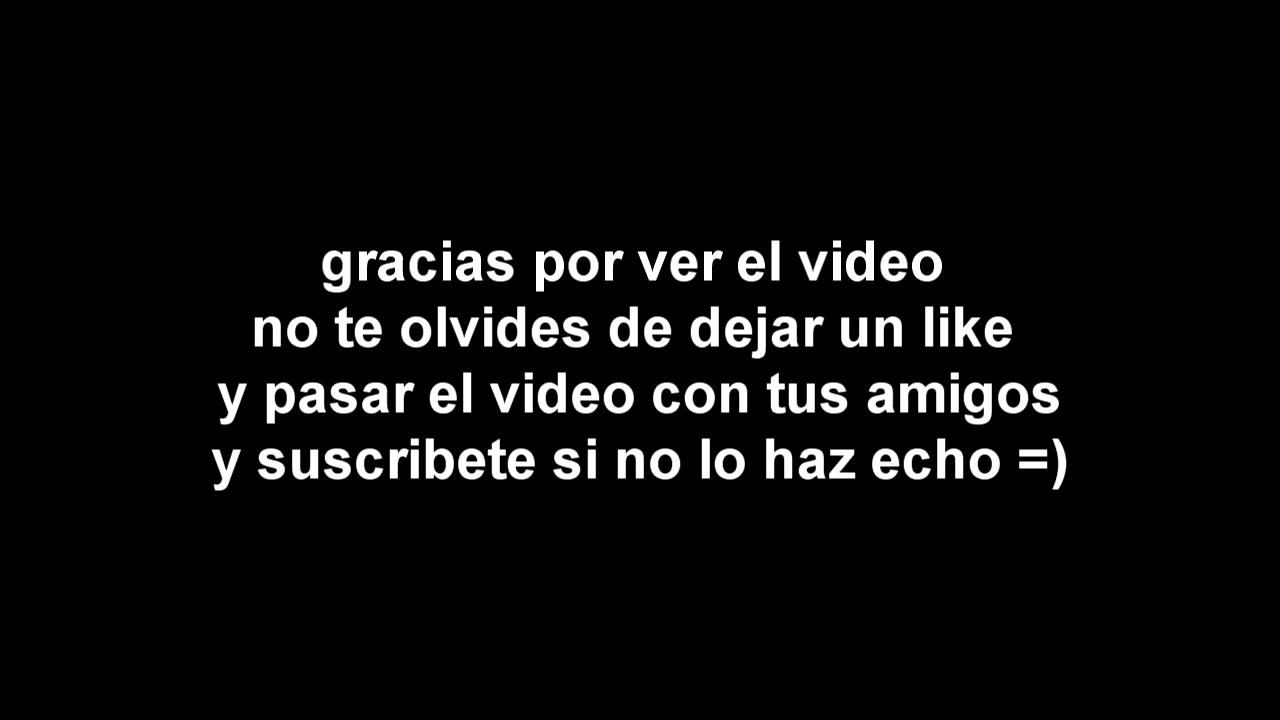 gracias por ver el video
no te olvides de dejar un like
y pasar el video con tus amigos
y suscribete si no lo haz echo =)